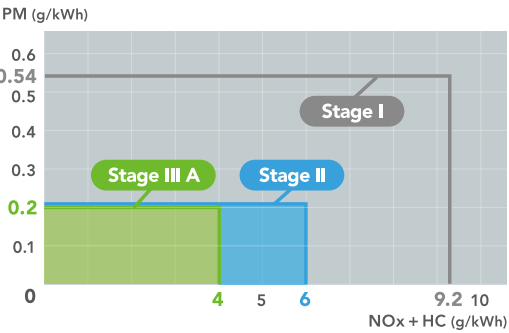 PM (g/kWh)
0.6
0.54
0.5
Stage I
0.4
0.3
Stage III A
Stage II
0.2
0.1
0
4
5
6
9.2
10
NOx + HC (g/kWh)